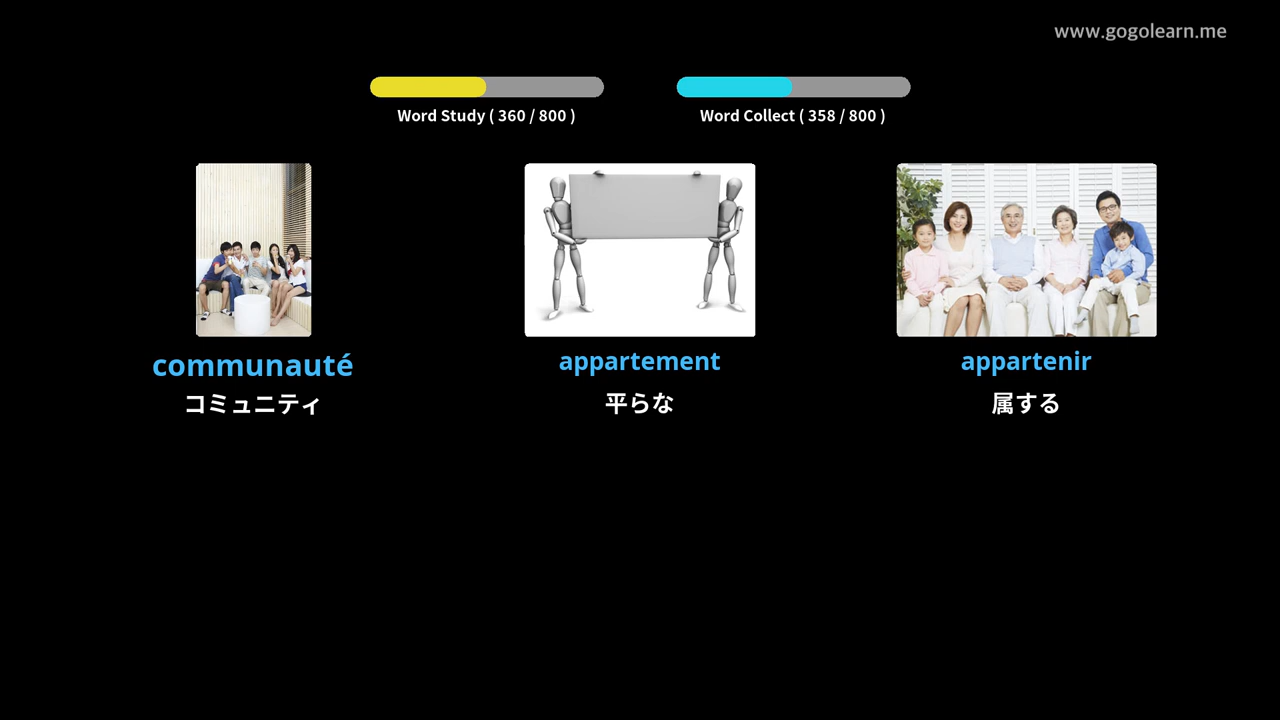 www.gogolearn.me
Word Study ( 360 / 800 )
Word Collect ( 358 / 800 )
communauté
コミュニティ
appartement
平らな
appartenir
属する